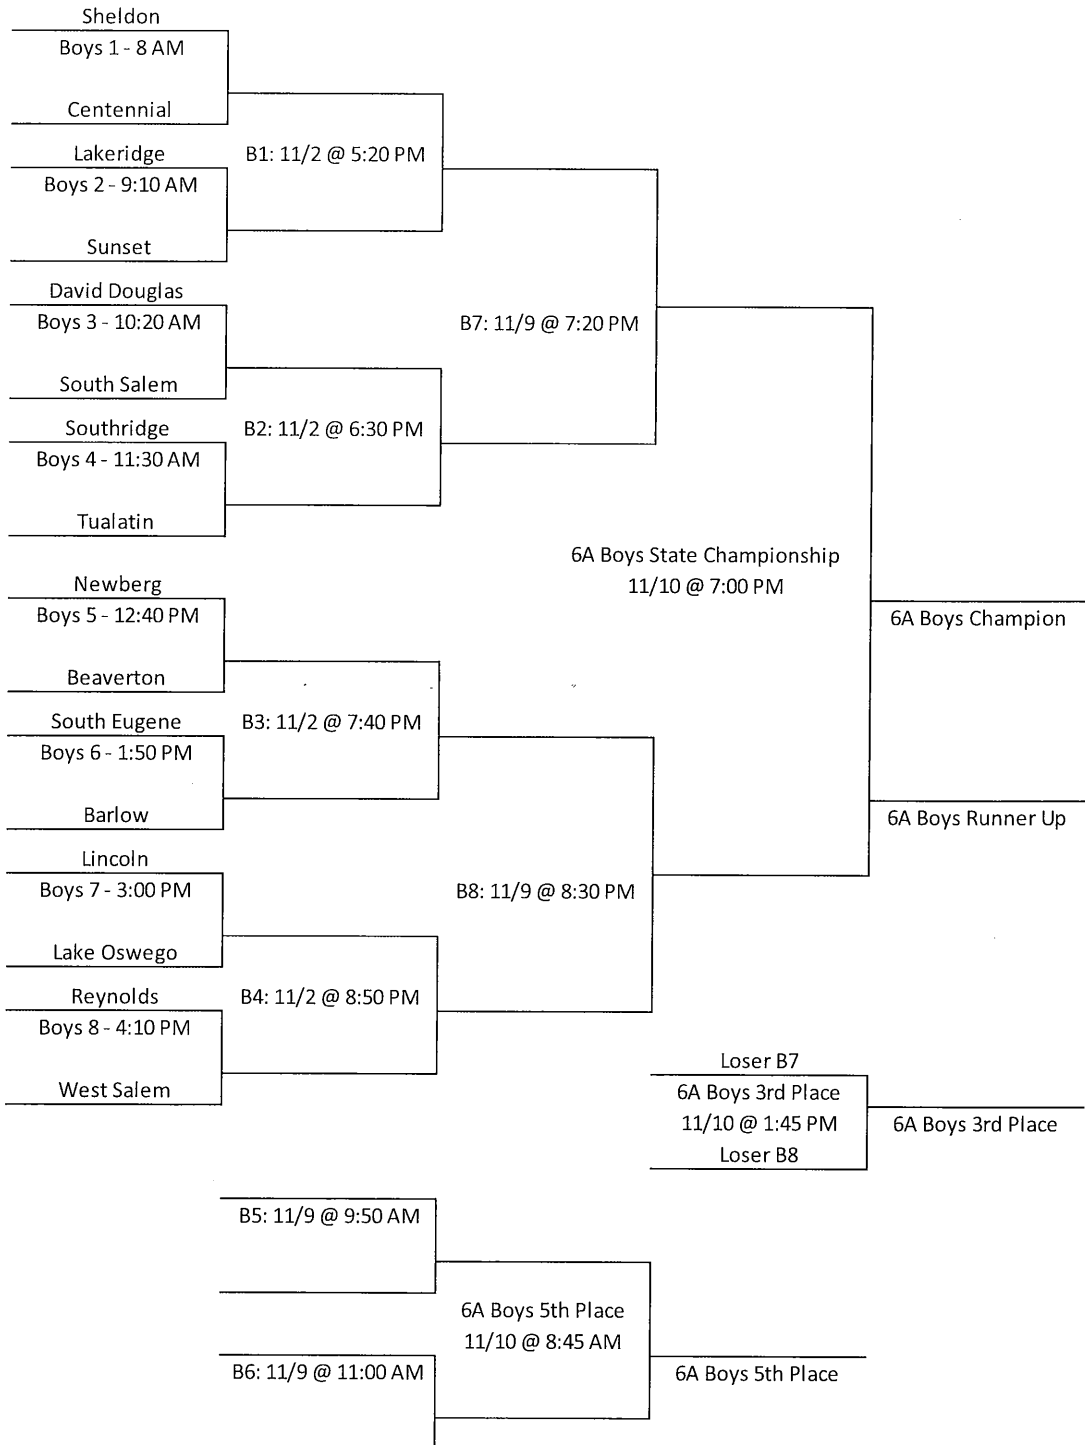 Sheldon
Boys 1 - 8 AM
Centennial
Lakeridge
B1: 11/2 @ 5:20 PM
Boys 2 - 9:10 AM
Sunset
David Douglas
Boys 3 - 10:20 AM
B7: 11/9 @ 7:20 PM
South Salem
Southridge
B2: 11/2 @ 6:30 PM
Boys 4 - 11:30 AM
Tualatin
6A Boys State Championship
11/10 @ 7:00 PM
Newberg
Boys 5 - 12:40 PM
6A Boys Champion
Beaverton
South Eugene
B3: 11/2 @ 7:40 PM
Boys 6 - 1:50 PM
Barlow
6A Boys Runner Up
Lincoln
Boys 7 - 3:00 PM
B8: 11/9 @ 8:30 PM
Lake Oswego
Reynolds
B4: 11/2 @ 8:50 PM
Boys 8 - 4:10 PM
West Salem
Loser B7
6A Boys 3rd Place
11/10 @ 1:45 PM
6A Boys 3rd Place
Loser B8
B5: 11/9 @ 9:50 AM
6A Boys 5th Place
11/10 @ 8:45 AM
B6: 11/9 @ 11:00 AM
6A Boys 5th Place